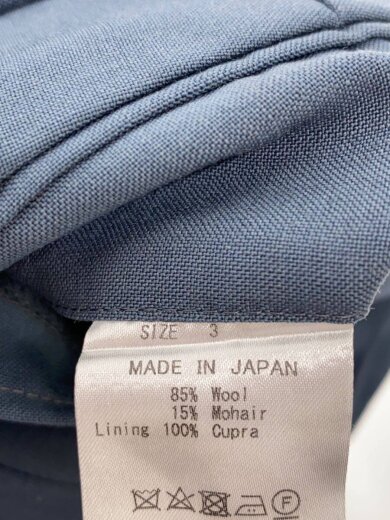 SIZE 3
MADE IN JAPAN
85% Wool
15% Mohair
Lining 100% Cupra
F